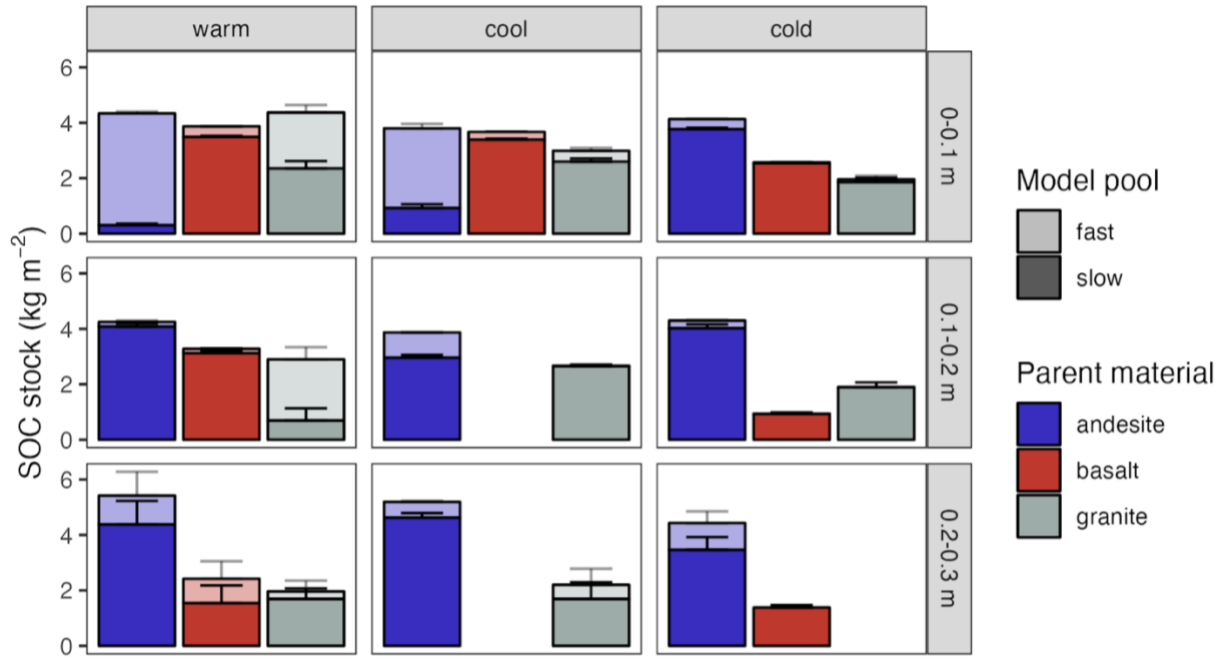 warm
cool
cold
6
4
2
0
0-0.1 m
6
4
2
0
0.1-0.2 m
6
4
2
0
0.2-0.3 m
SOC stock (kg m⁻²)
Model pool
fast
slow
Parent material
andesite
basalt
granite